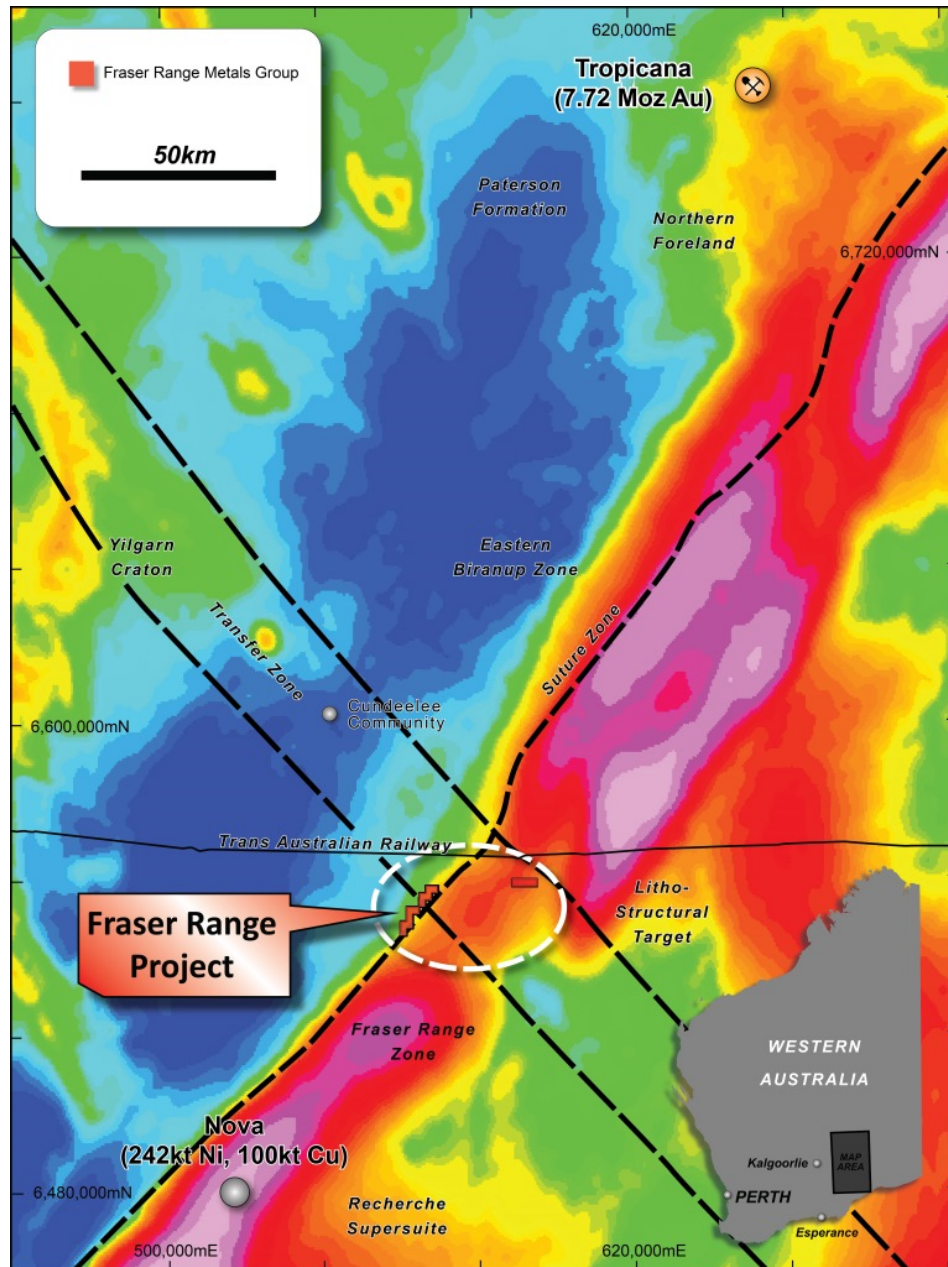 620,000mE
Fraser Range Metals Group
50km
Tropicana
(7.72 Moz Au)
Paterson
Formation
Northern
Foreland
6,720,000mN
Yilgarn
Craton
Eastern
Biranup Zone
Transfer Zone
Suture Zone
Cundeelee
Community
6,600,000mN
Trans Australian Railway
Fraser Range
Project
Litho-
Structural
Target
Fraser Range
Zone
WESTERN
AUSTRALIA
Nova
(242kt Ni, 100kt Cu)
Kalgoorlie
MAP
AREA
6,480,000mN
PERTH
Recherche
Supersuite
Esperance
500,000mE
620,000mE